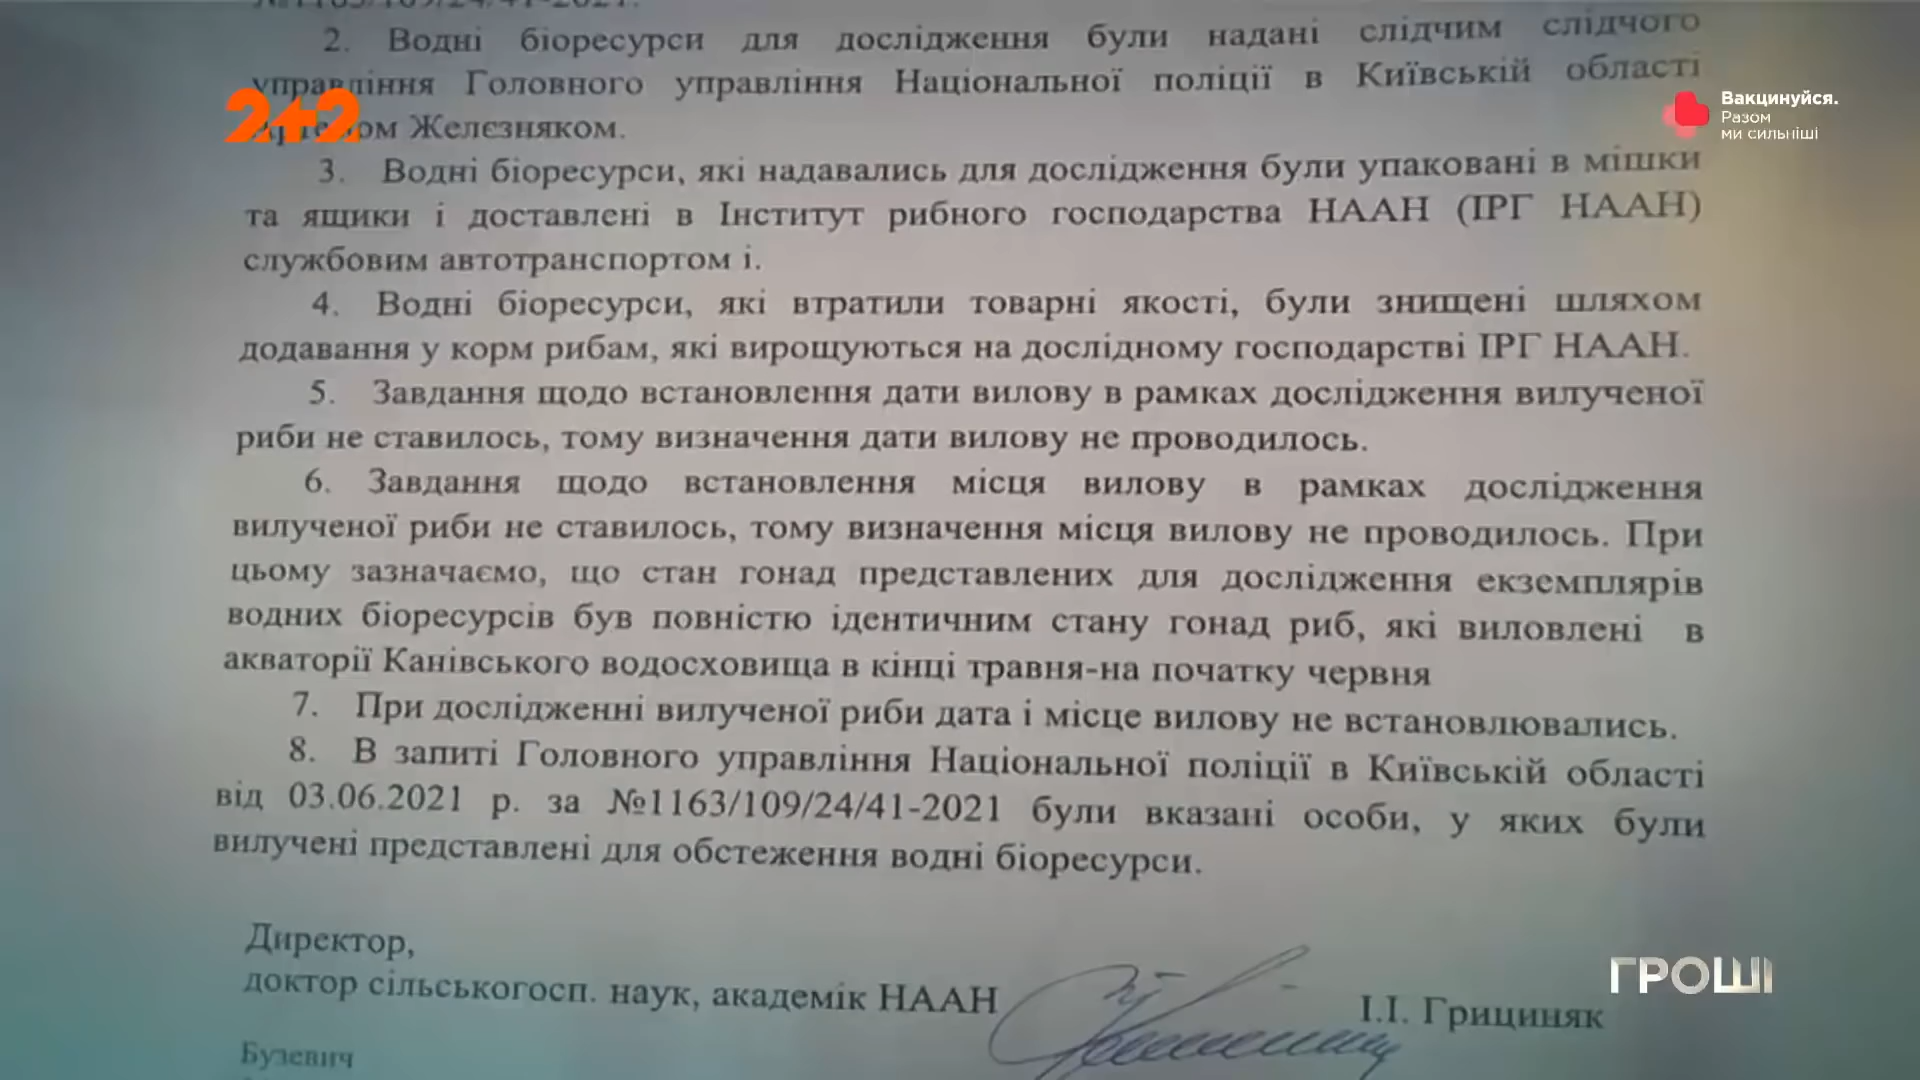 №1163/109/24/41-2021.
2. Водні біоресурси для дослідження були надані слідчим слідчого
управління Головного управління Національної поліції в Київській області
Желєзняком.
3. Водні біоресурси, які надавались для дослідження були упаковані в мішки
та ящики і доставлені в Інститут рибного господарства НААН (ІРГ НААН)
службовим автотранспортом і.
4. Водні біоресурси, які втратили товарні якості, були знищені шляхом
додавання у корм рибам, які вирощуються на дослідному господарстві ІРГ НААН.
5. Завдання щодо встановлення дати вилову в рамках дослідження вилученої
риби не ставилось, тому визначення дати вилову не проводилось.
6. Завдання щодо встановлення місця вилову в рамках дослідження
вилученої риби не ставилось, тому визначення місця вилову не проводилось. При
цьому зазначаємо, що стан гонад представлених для дослідження екземплярів
водних біоресурсів був повністю ідентичним стану гонад риб, які виловлені в
акваторії Канівського водосховища в кінці травня-на початку червня
7. При дослідженні вилученої риби дата і місце вилову не встановлювались.
8. В запиті Головного управління Національної поліції в Київській області
від 03.06.2021 р. за №1163/109/24/41-2021 були вказані особи, у яких були
вилучені представлені для обстеження водні біоресурси.
Директор,
доктор сільськогосп. наук, академік НААН
І.І. Грициняк
Бузевич
2+2
Вакцинуйся.
Разом
ми сильніші
ГРОШІ